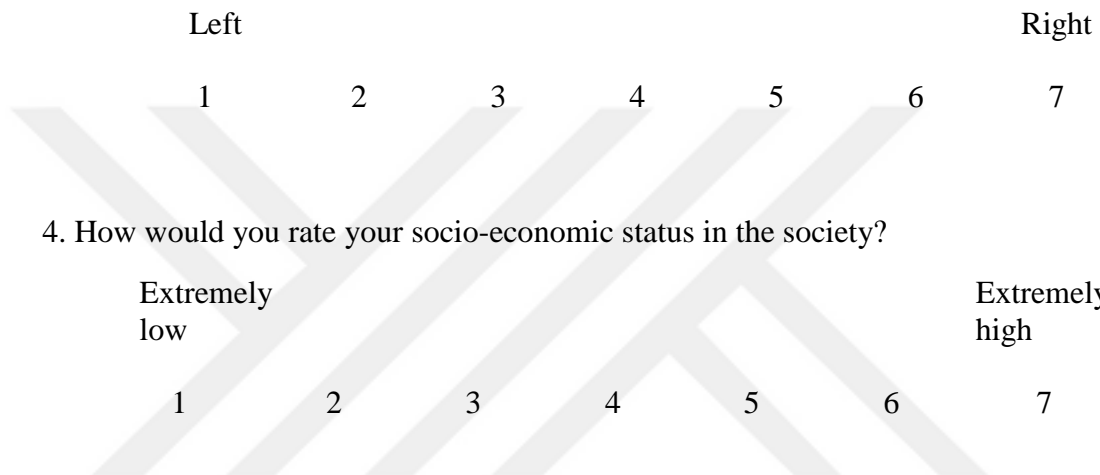 Left Right
1 2 3 4 5 6 7
4. How would you rate your socio-economic status in the society?
Extremely Extremely
low high
1 2 3 4 5 6 7